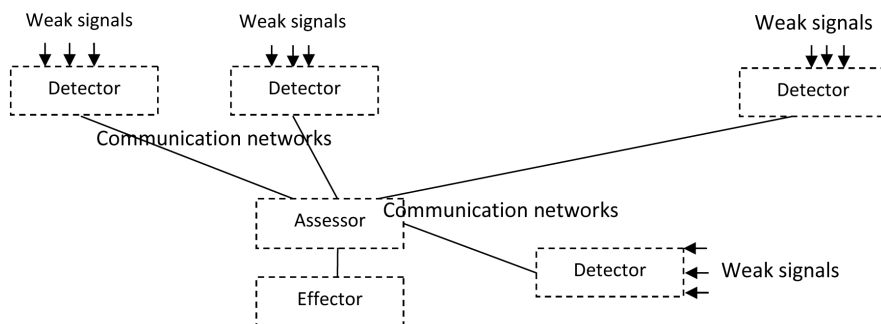 Weak signals
Weak signals
Weak signals
Detector
Detector
Detector
Communication networks
Communication networks
Assessor
Detector
Weak signals
Effector